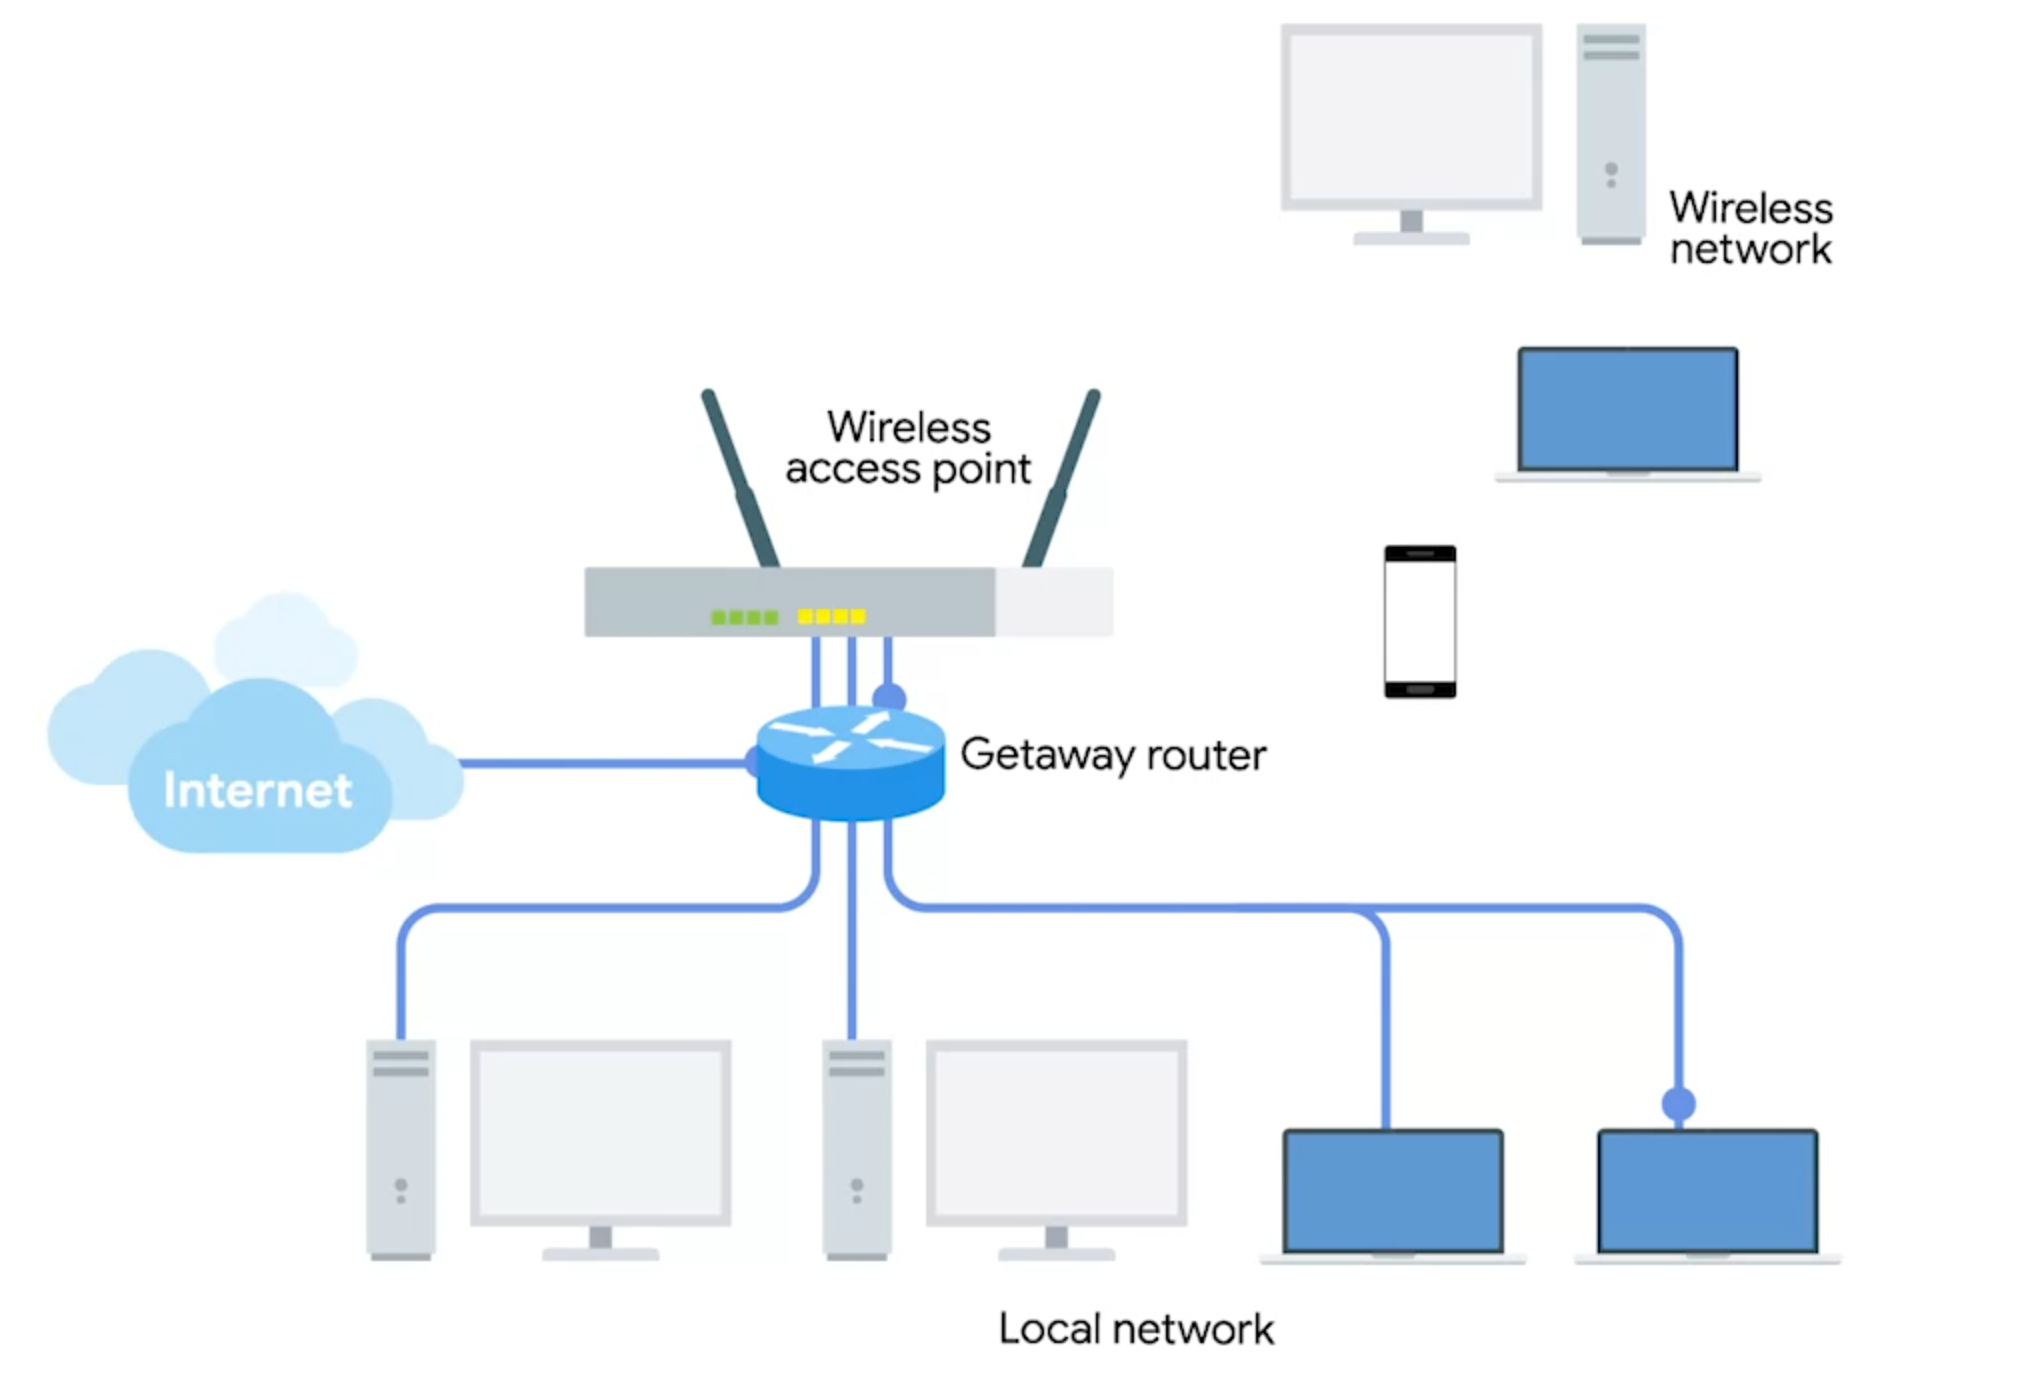 Wireless
network
Wireless
access point
Getaway router
Internet
Local network